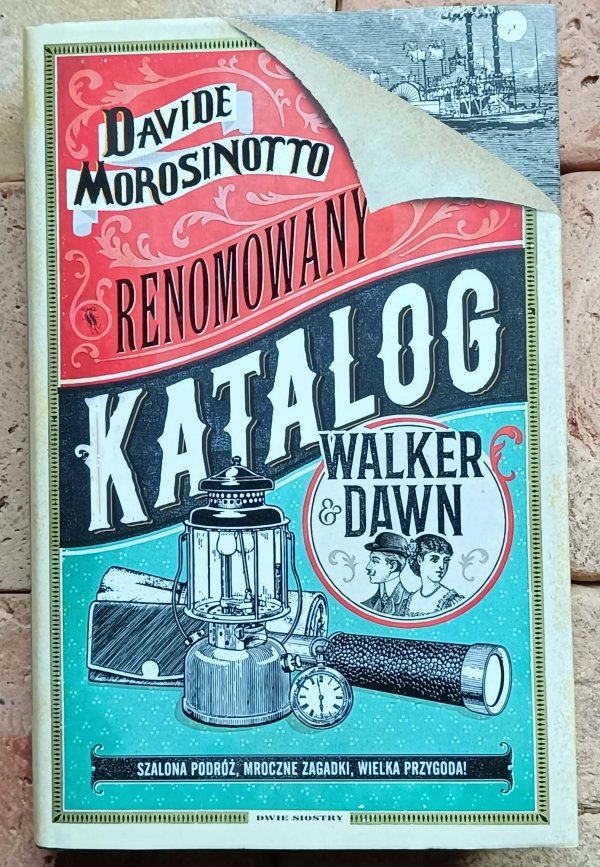 DAVIDE
MOROSINOTTO
RENOMOWANY
KATALOG
WALKER
& DAWN
SZALONA PODRÓŻ, MROCZNE ZAGADKI, WIELKA PRZYGODA!
DWIE SIOSTRY